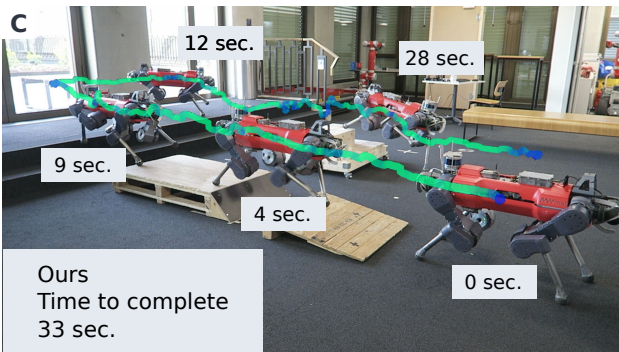 C
12 sec.
28 sec.
9 sec.
4 sec.
0 sec.
Ours
Time to complete
33 sec.